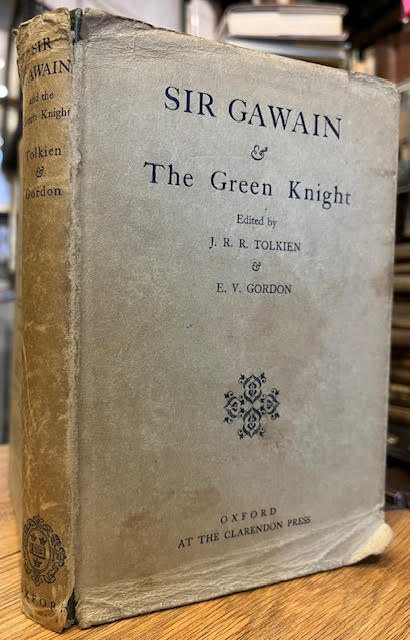 SIR
GAWAIN
and the
Green Knight
Tolkien
&
Gordon
OXFORD
SIR GAWAIN
&
The Green Knight
Edited by
J. R. R. TOLKIEN
&
E. V. GORDON
OXFORD
AT THE CLARENDON PRESS